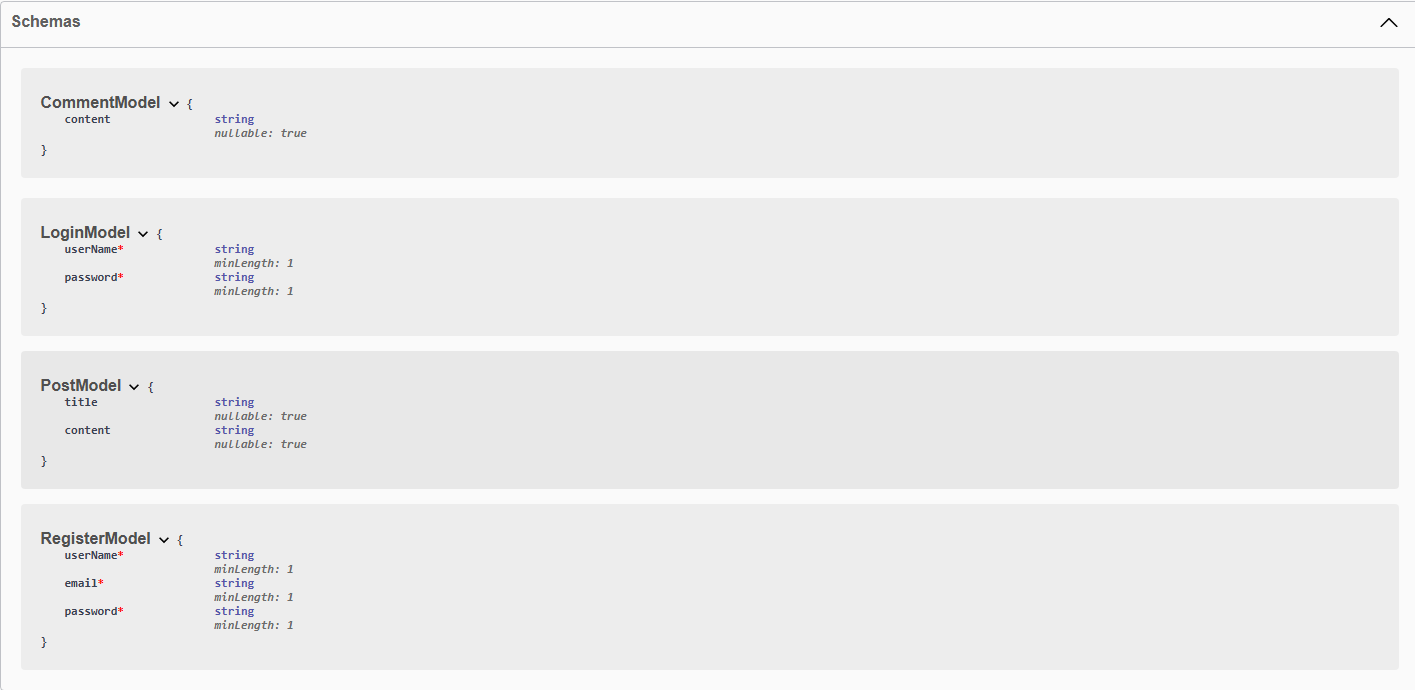 Schemas
CommentModel {
content string
nullable: true
}
LoginModel {
userName* string
minLength: 1
password* string
minLength: 1
}
PostModel {
title string
nullable: true
content string
nullable: true
}
RegisterModel {
userName* string
minLength: 1
email* string
minLength: 1
password* string
minLength: 1
}